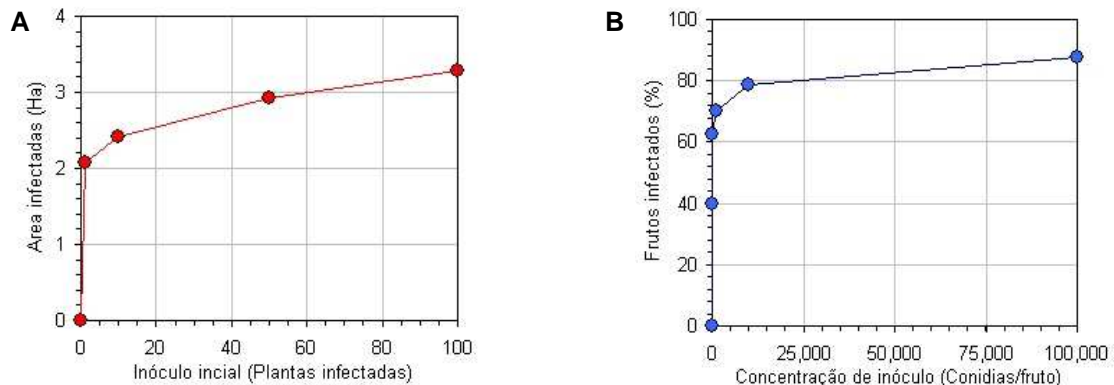 A
4
3
2
1
0
Área infectadas (Ha)
0 20 40 60 80 100
Inóculo incial (Plantas infectadas)
B
100
80
60
40
20
0
Frutos infectados (%)
0 25,000 50,000 75,000 100,000
Concentração de inóculo (Conidias/fruto)